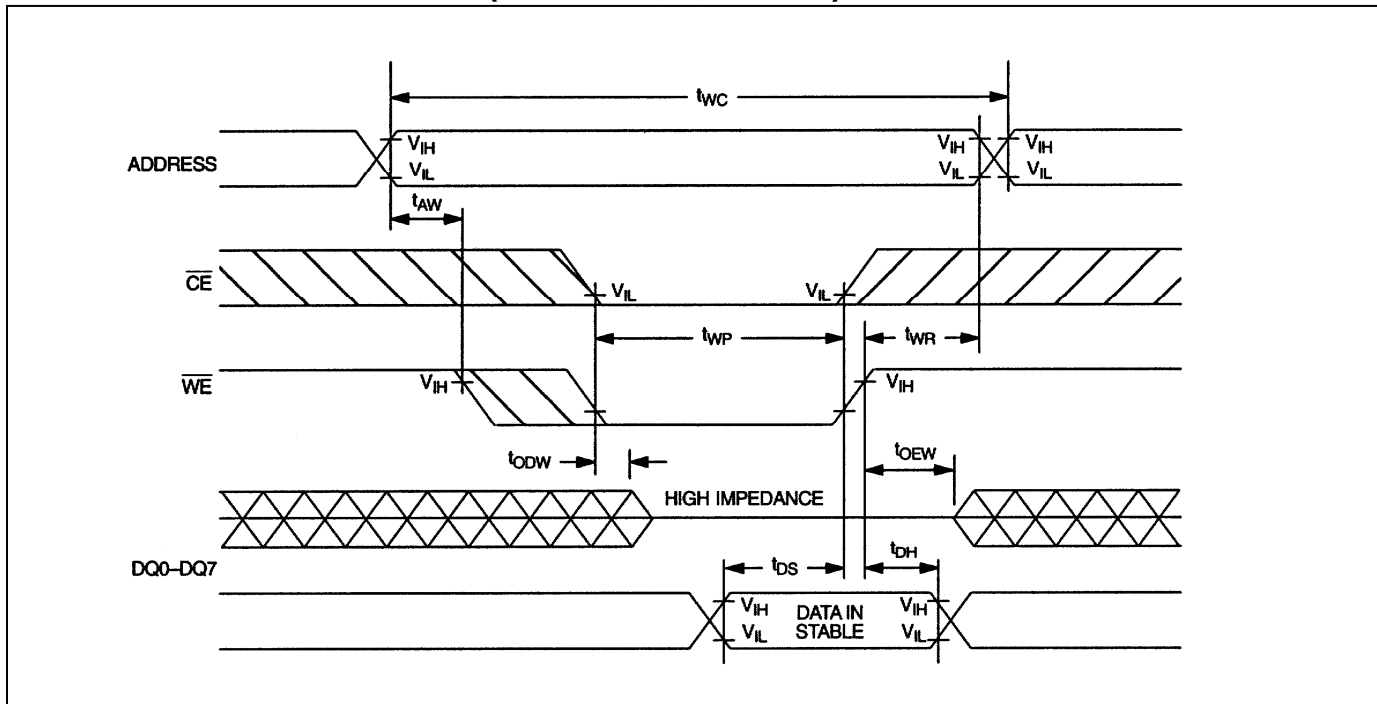 tWC
VIH VIH VIH
ADDRESS
VIL VIL VIL
tAW
CE
VIL VIL
tWP tWR
WE
VIH VIH
tODW tOEW
HIGH IMPEDANCE
tDS tDH
DQ0–DQ7
VIH DATA IN VIH
VIL STABLE VIL